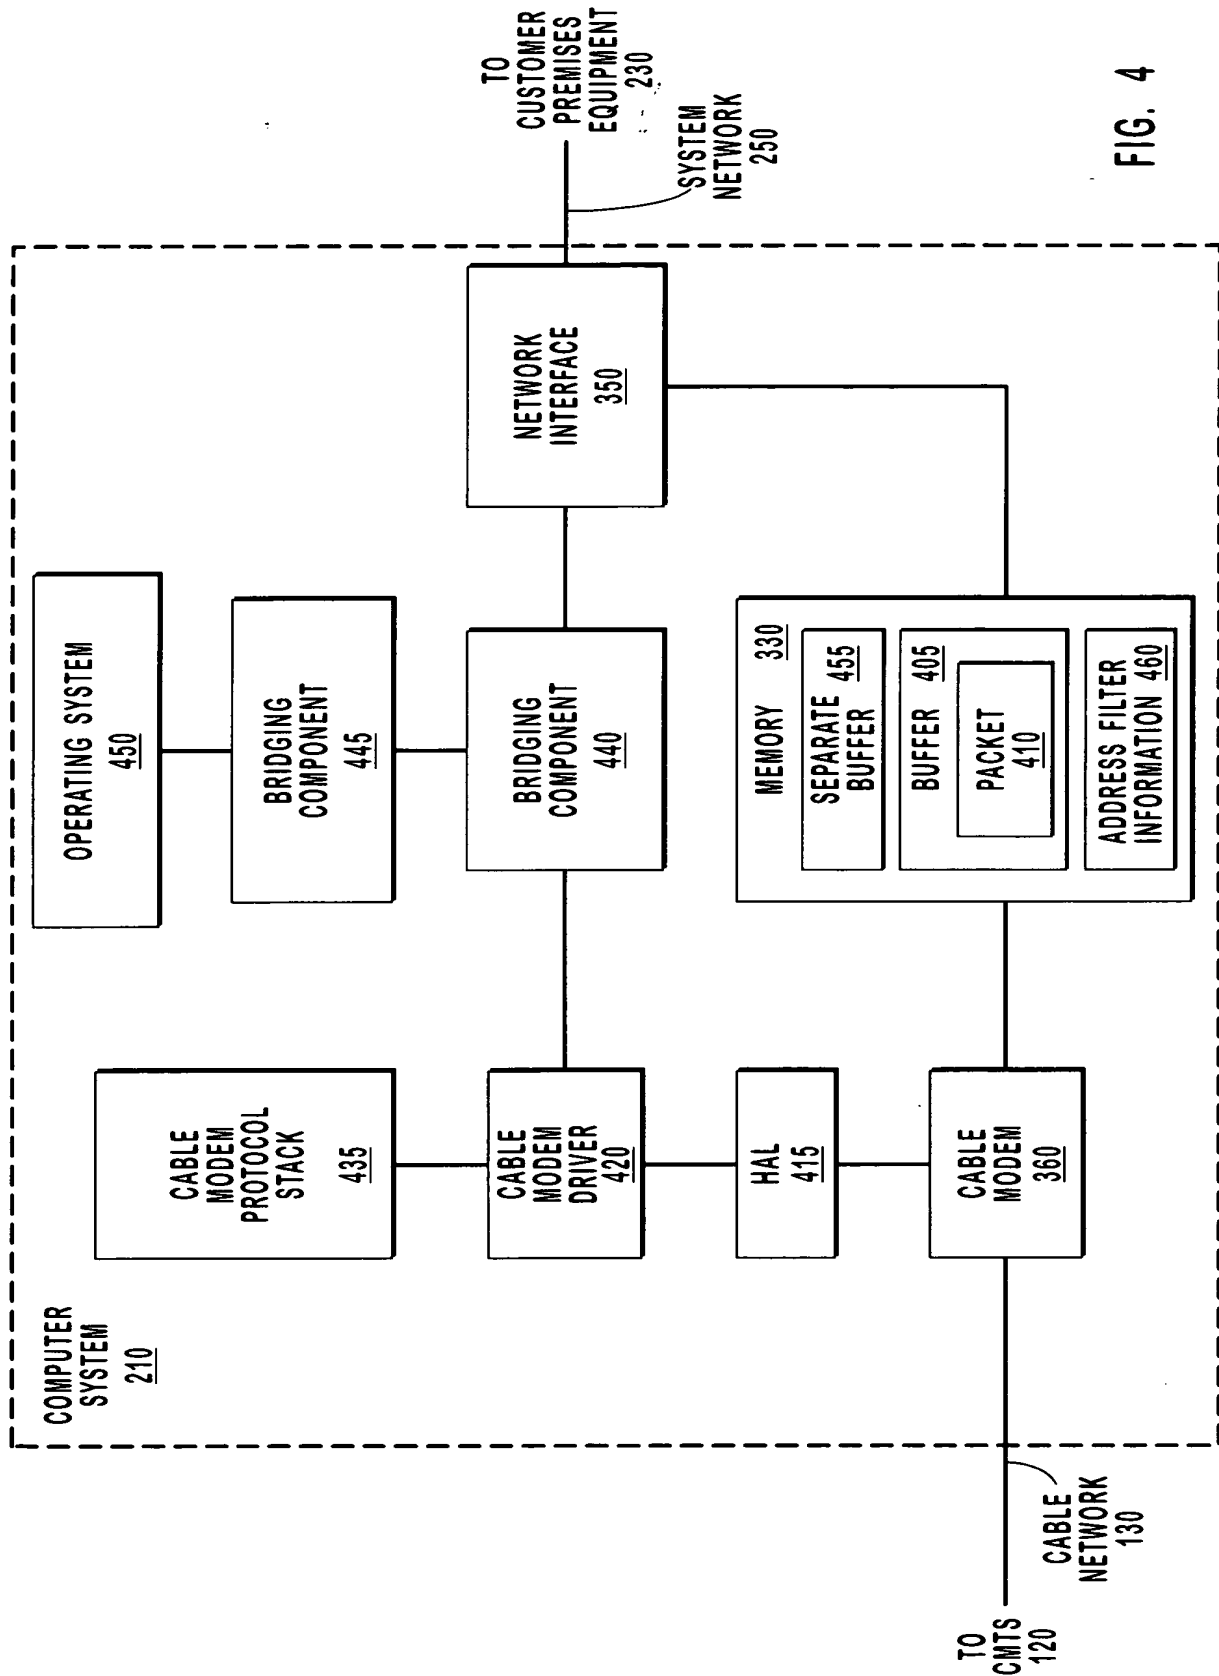 COMPUTER
SYSTEM
210
CABLE
MODEM
PROTOCOL
STACK
435
OPERATING SYSTEM
450
BRIDGING
COMPONENT
445
CABLE
MODEM
DRIVER
420
BRIDGING
COMPONENT
440
NETWORK
INTERFACE
350
TO
CUSTOMER
PREMISES
EQUIPMENT
230
SYSTEM
NETWORK
250
HAL
415
MEMORY 330
SEPARATE
BUFFER 455
BUFFER 405
PACKET
410
ADDRESS FILTER
INFORMATION 460
CABLE
MODEM
360
TO
CMTS
120
CABLE
NETWORK
130
FIG. 4